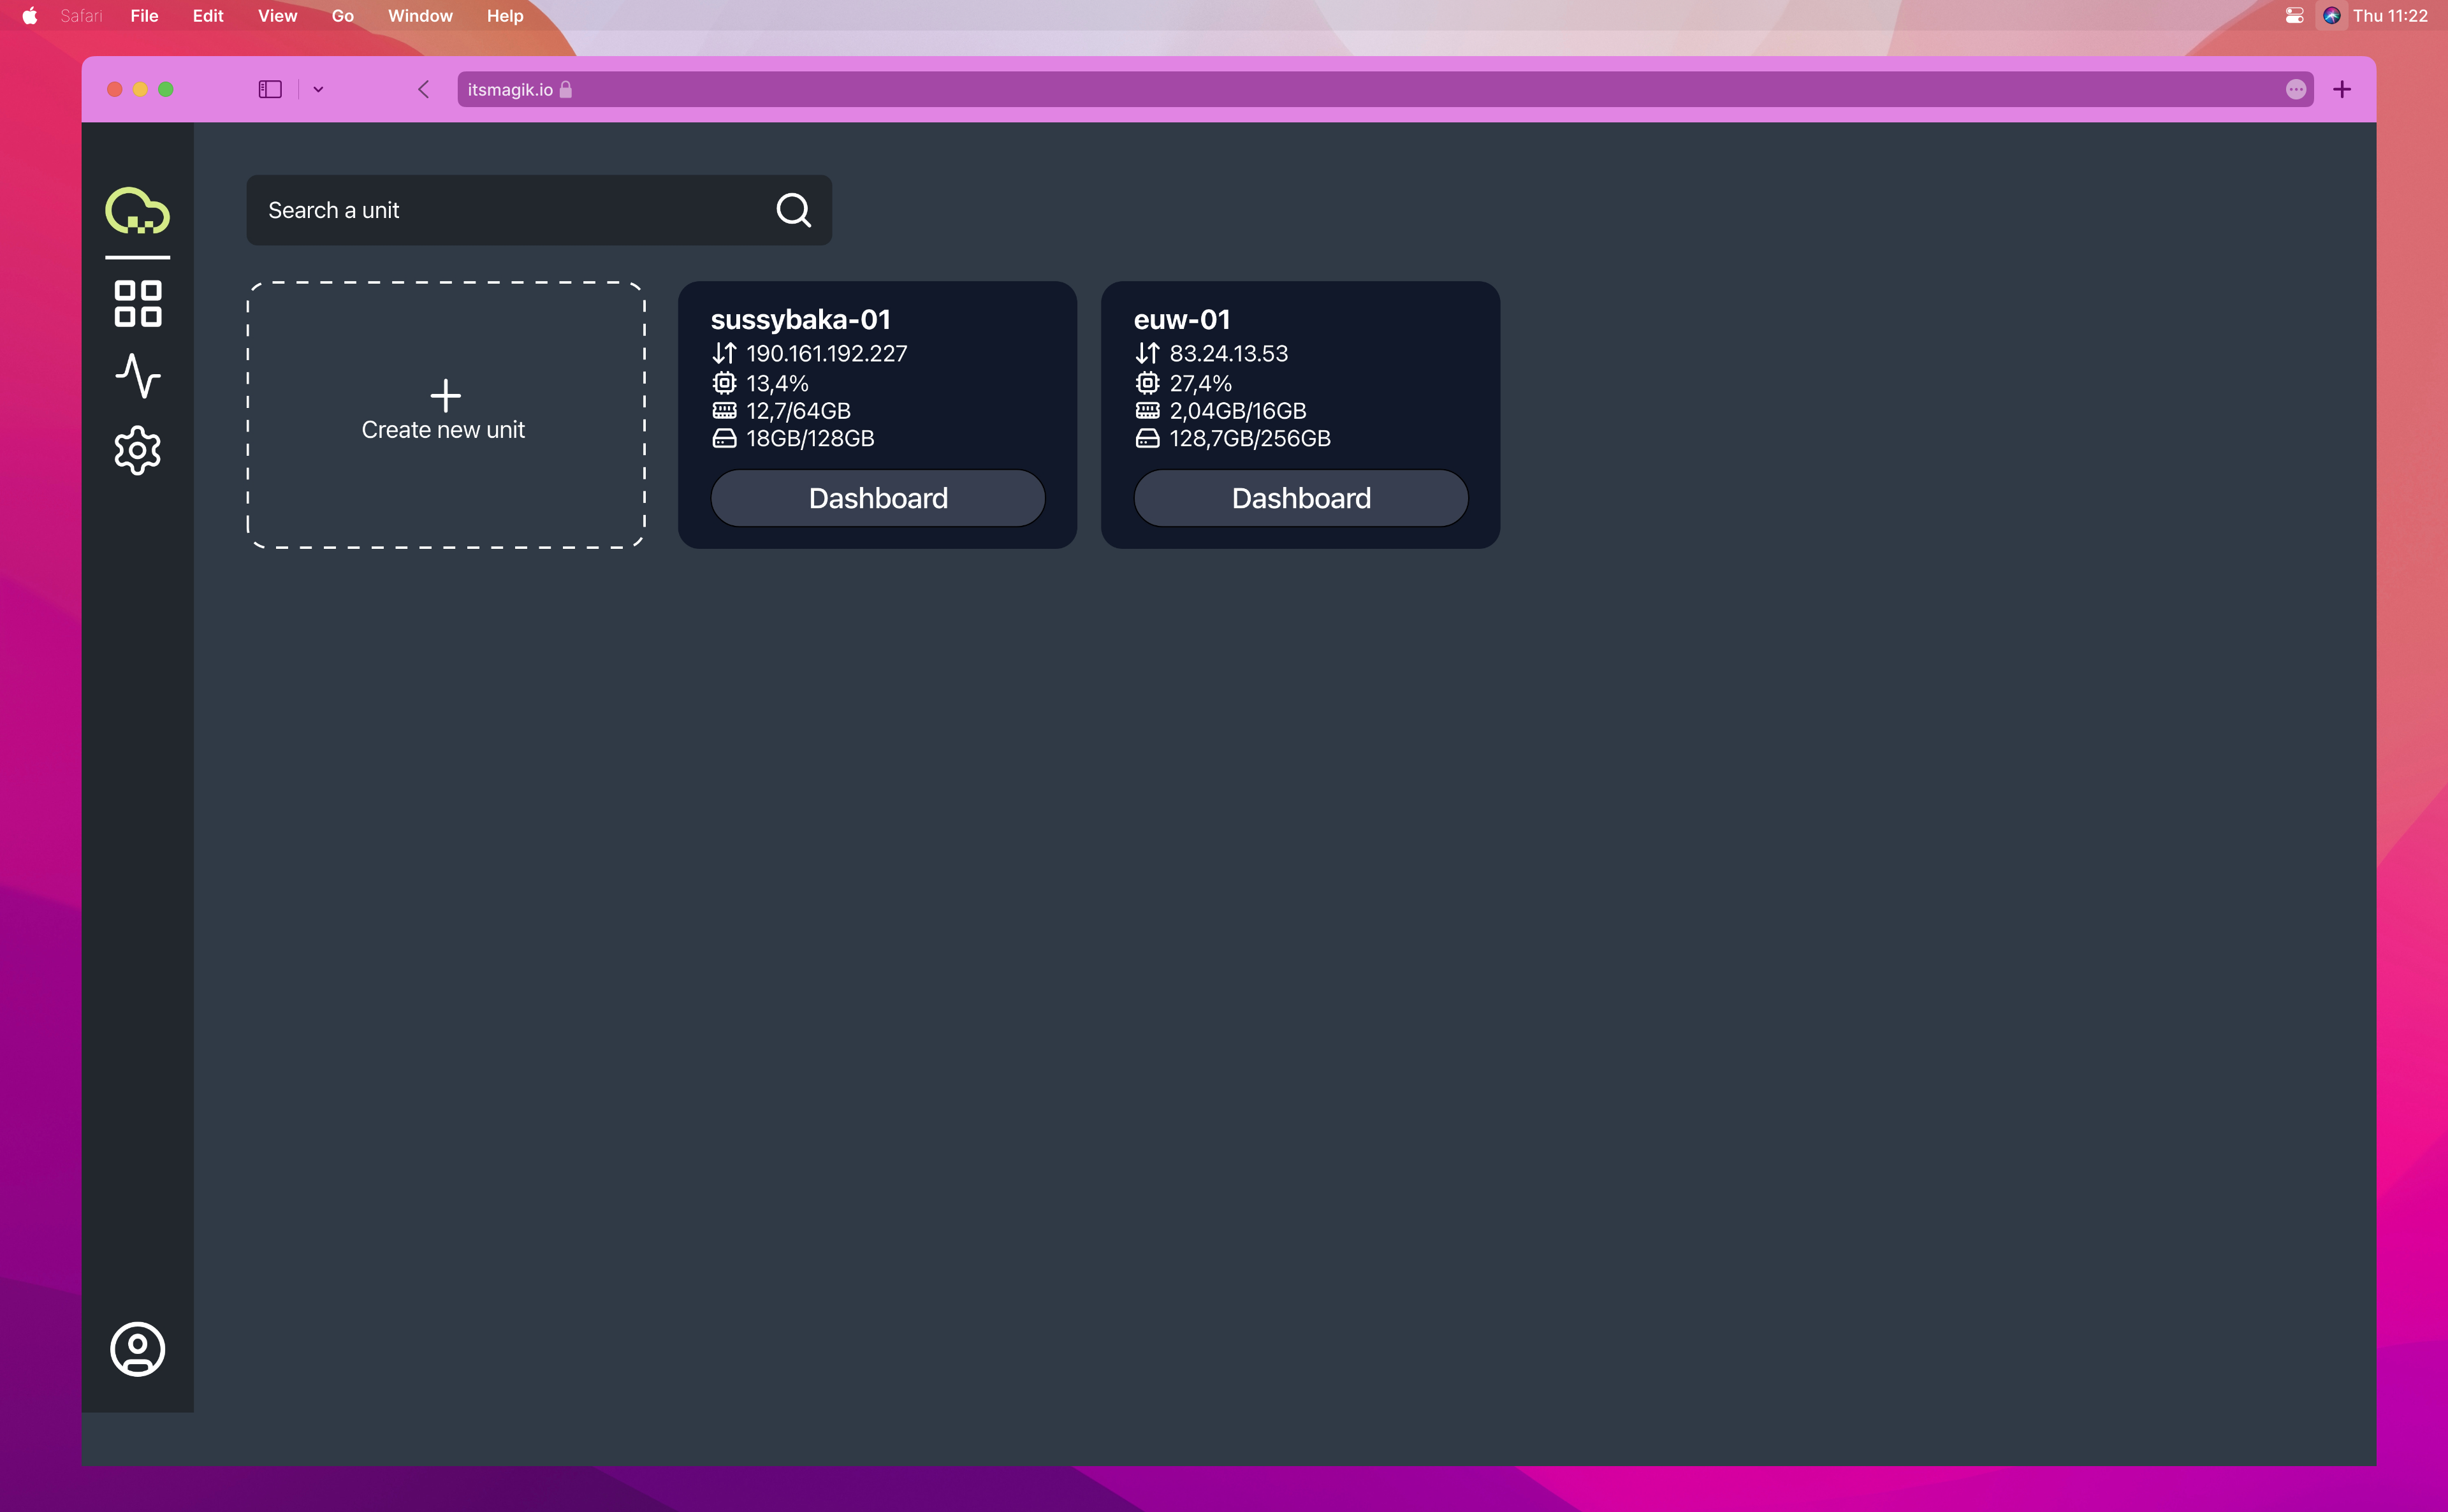 Safari File Edit View Go Window Help Thu 11:22
itsmagik.io
Search a unit
Create new unit
sussybaka-01
190.161.192.227
13,4%
12,7/64GB
18GB/128GB
Dashboard
euw-01
83.24.13.53
27,4%
2,04GB/16GB
128,7GB/256GB
Dashboard